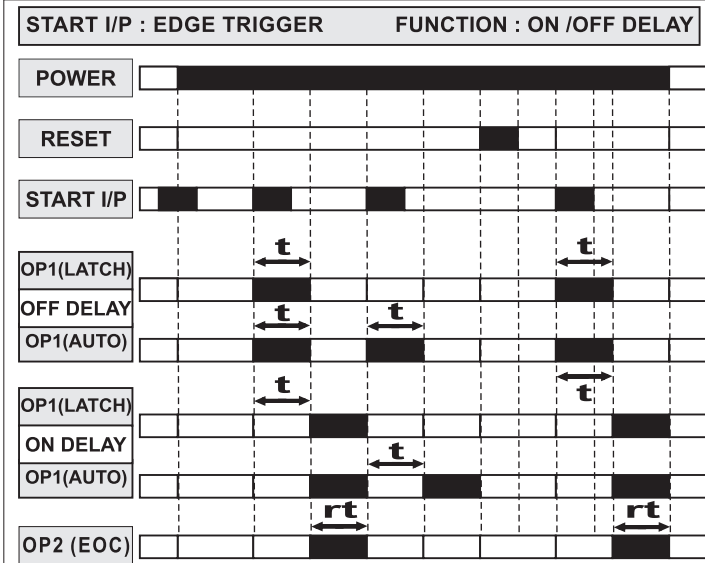 START I/P : EDGE TRIGGER FUNCTION : ON /OFF DELAY
POWER
RESET
START I/P
t t
OP1(LATCH)
OFF DELAY
t t
OP1(AUTO)
t t
OP1(LATCH)
ON DELAY
t
OP1(AUTO)
rt rt
OP2 (EOC)